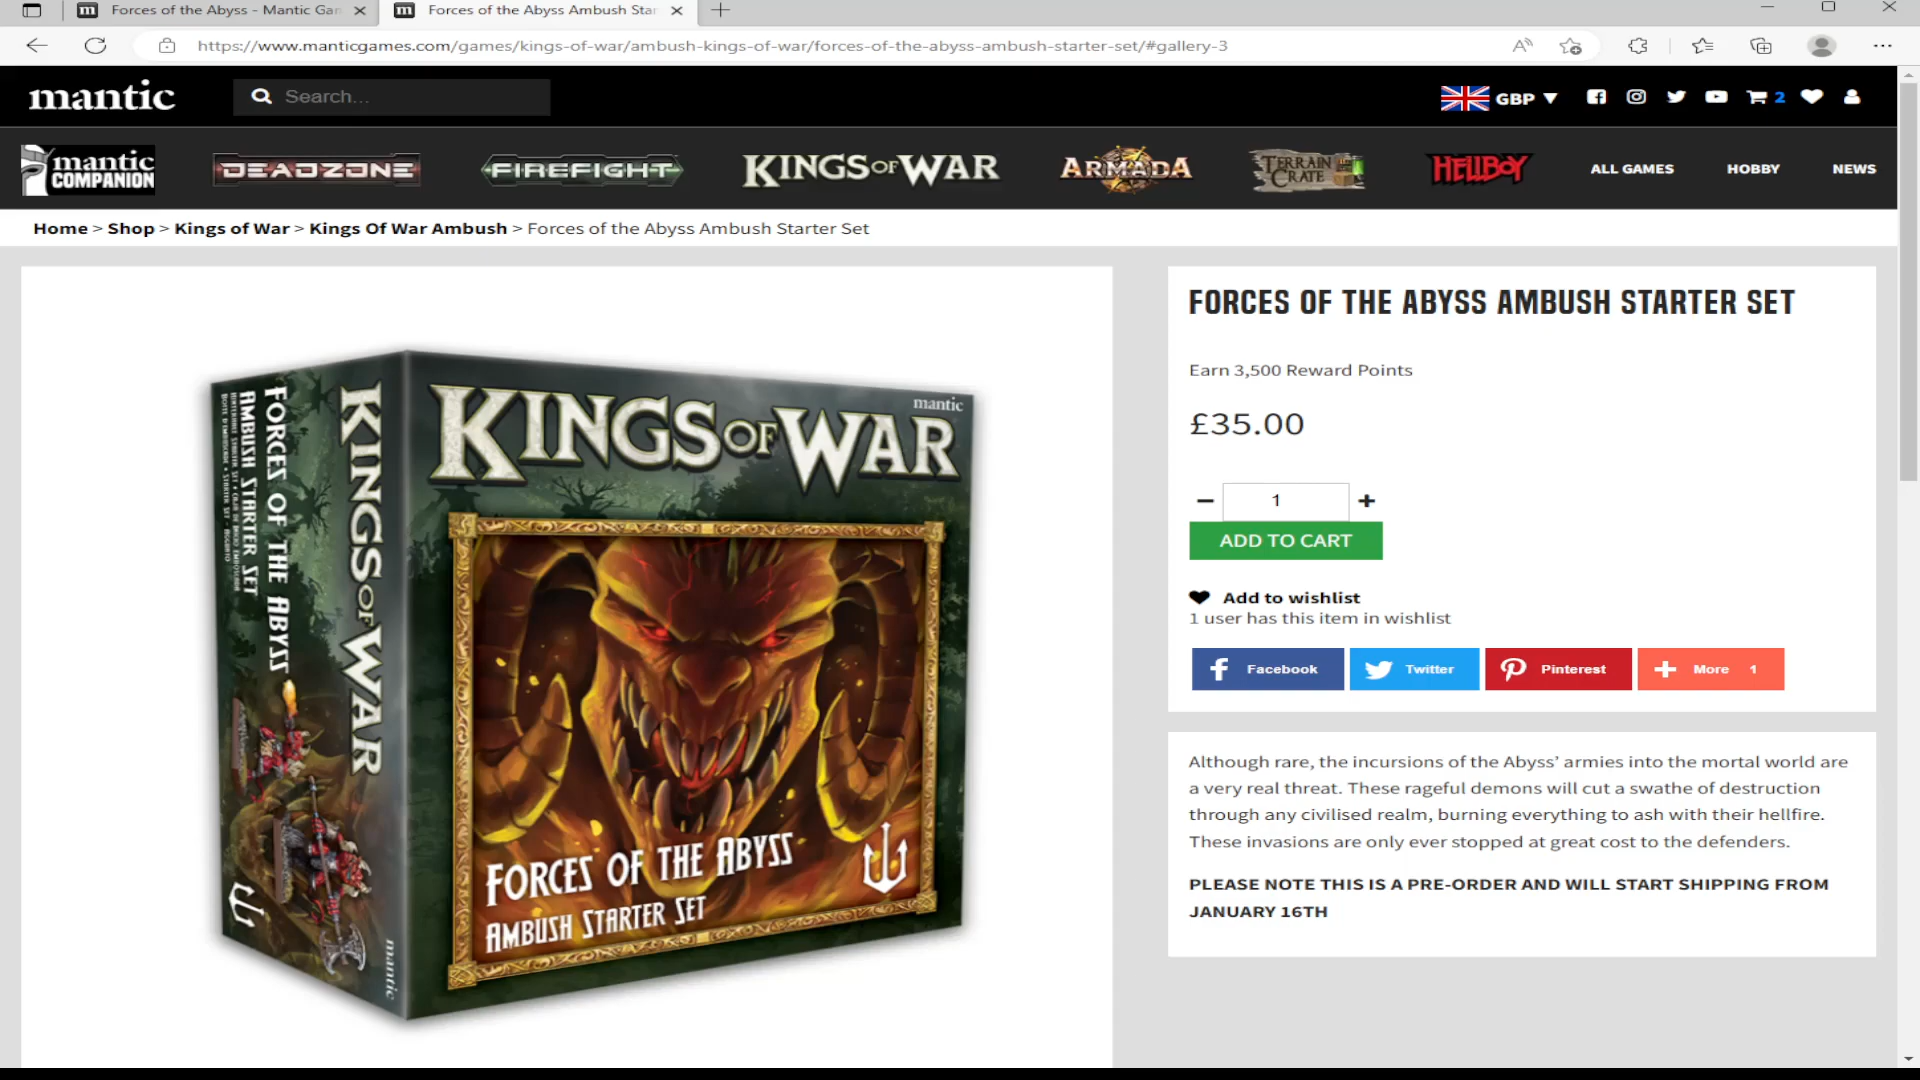 Forces of the Abyss - Mantic Gam
Forces of the Abyss Ambush Star
https://www.manticgames.com/games/kings-of-war/ambush-kings-of-war/forces-of-the-abyss-ambush-starter-set/#gallery-3
mantic
Search...
GBP
2
mantic
COMPANION
DEADZONE
FIREFIGHT
KINGS OF WAR
ARMADA
TERRAIN
CRATE
HELLBOY
ALL GAMES
HOBBY
NEWS
Home > Shop > Kings of War > Kings Of War Ambush > Forces of the Abyss Ambush Starter Set
mantic
KINGS OF WAR
FORCES OF THE ABYSS
AMBUSH STARTER SET
KINGS OF WAR
FORCES OF THE ABYSS
AMBUSH STARTER SET
mantic
FORCES OF THE ABYSS AMBUSH STARTER SET
Earn 3,500 Reward Points
£35.00
1
ADD TO CART
Add to wishlist
1 user has this item in wishlist
Facebook
Twitter
Pinterest
More 1
Although rare, the incursions of the Abyss’ armies into the mortal world are
a very real threat. These rageful demons will cut a swathe of destruction
through any civilised realm, burning everything to ash with their hellfire.
These invasions are only ever stopped at great cost to the defenders.
PLEASE NOTE THIS IS A PRE-ORDER AND WILL START SHIPPING FROM
JANUARY 16TH